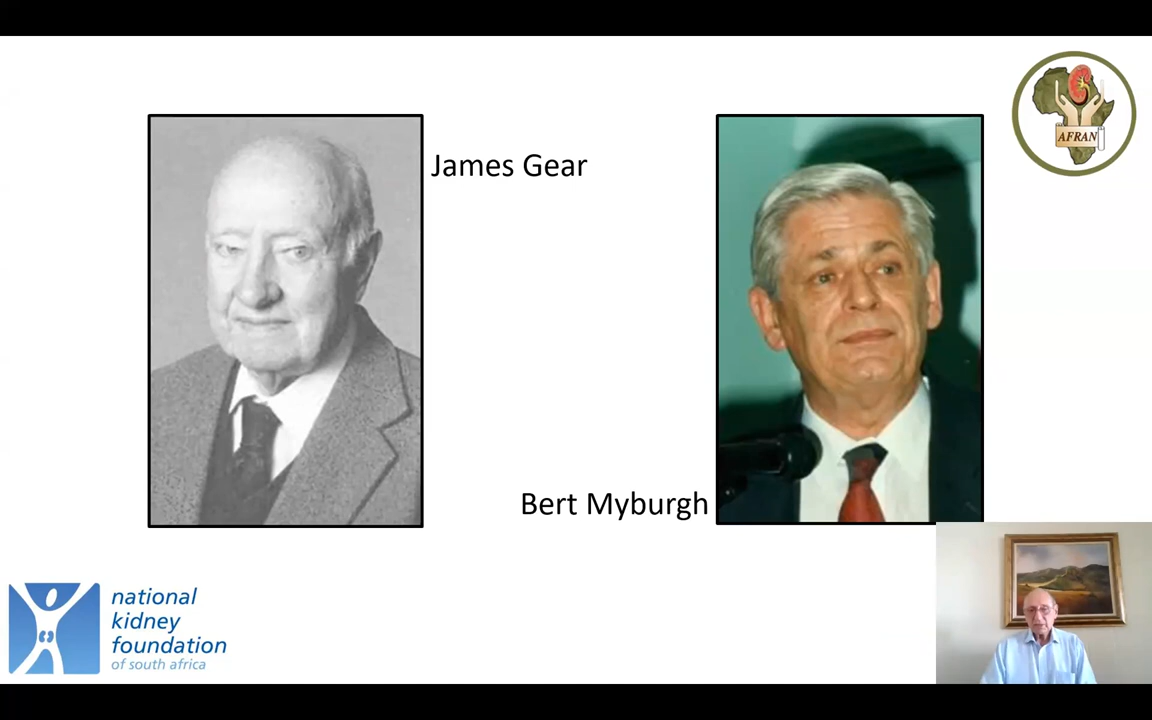 AFRAN
James Gear
Bert Myburgh
national
kidney
foundation
of south africa